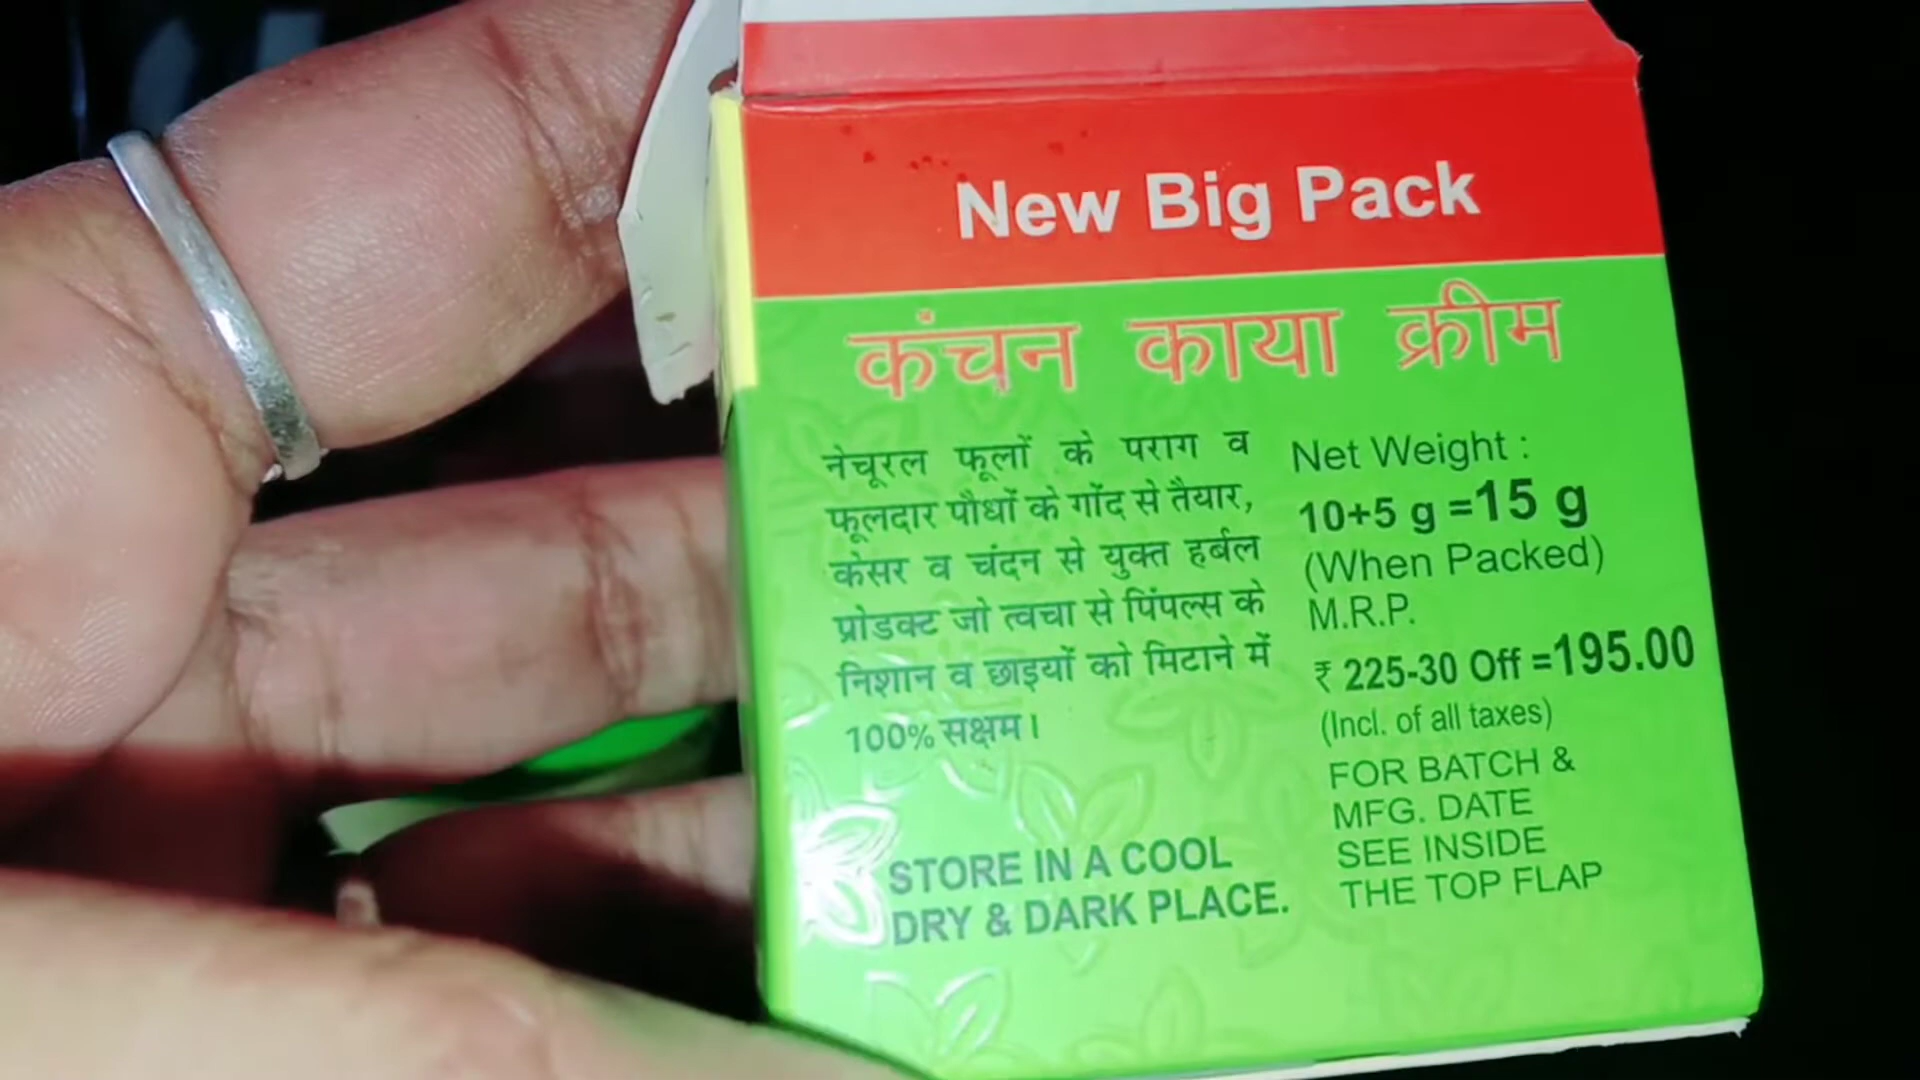 New Big Pack
कंचन काया क्रीम
नेचूरल फूलों के पराग व
फूलदार पौधों के गोंद से तैयार,
केसर व चंदन से युक्त हर्बल
प्रोडक्ट जो त्वचा से पिंपल्स के
निशान व छाइयों को मिटाने में
100% सक्षम।
STORE IN A COOL
DRY & DARK PLACE.
Net Weight :
10+5 g =15 g
(When Packed)
M.R.P.
₹ 225-30 Off =195.00
(Incl. of all taxes)
FOR BATCH &
MFG. DATE
SEE INSIDE
THE TOP FLAP